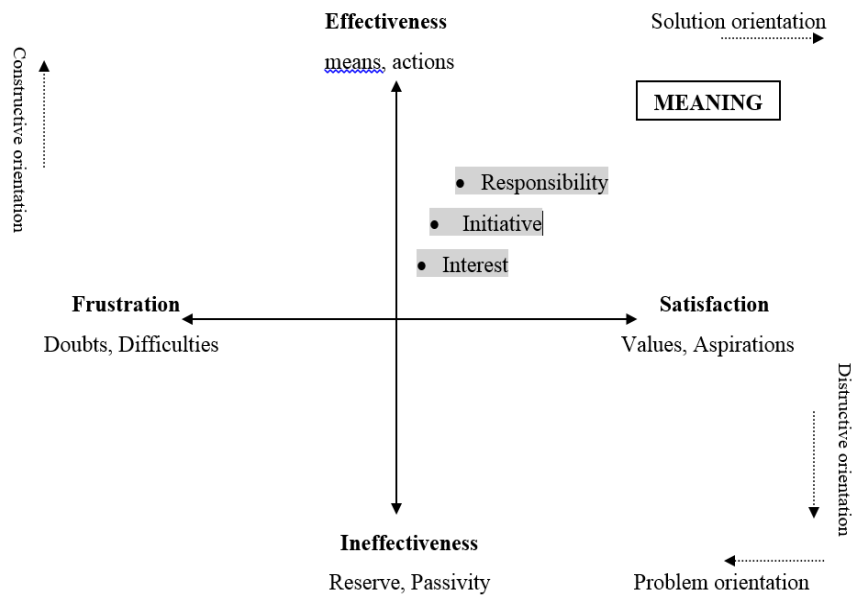 Effectiveness
Solution orientation
means, actions
Constructive orientation
MEANING
• Responsibility
• Initiative
• Interest
Frustration
Satisfaction
Doubts, Difficulties
Values, Aspirations
Distructive orientation
Ineffectiveness
Reserve, Passivity
Problem orientation